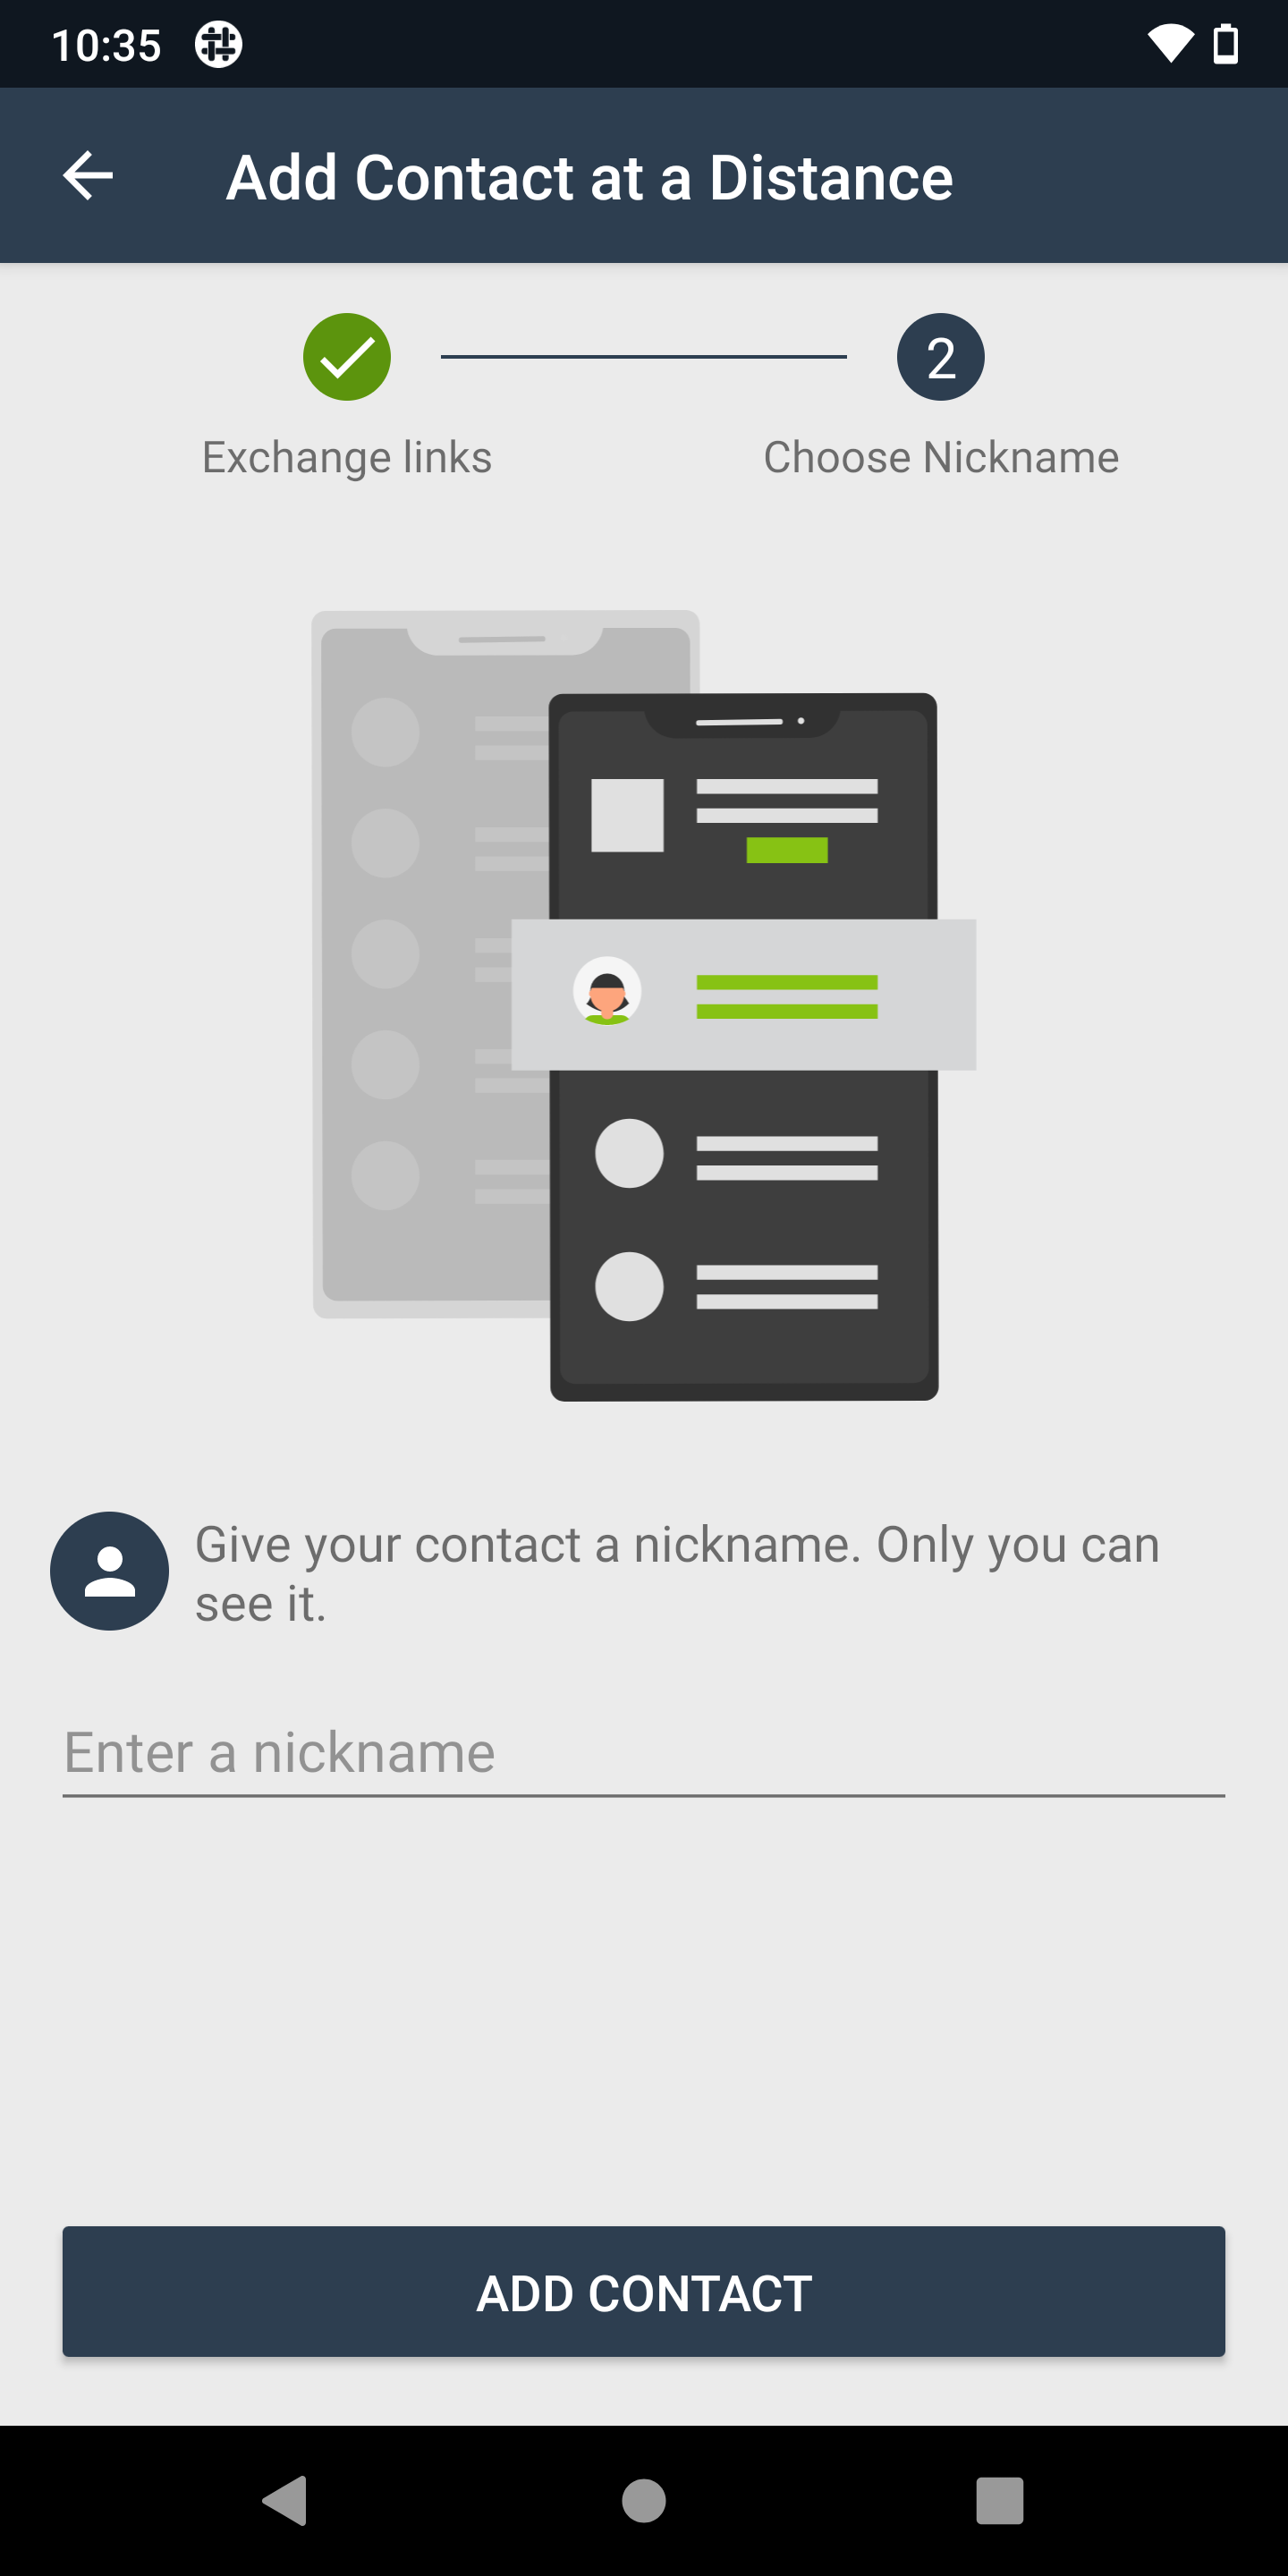 10:35
Add Contact at a Distance
2
Exchange links
Choose Nickname
Give your contact a nickname. Only you can
see it.
Enter a nickname
ADD CONTACT